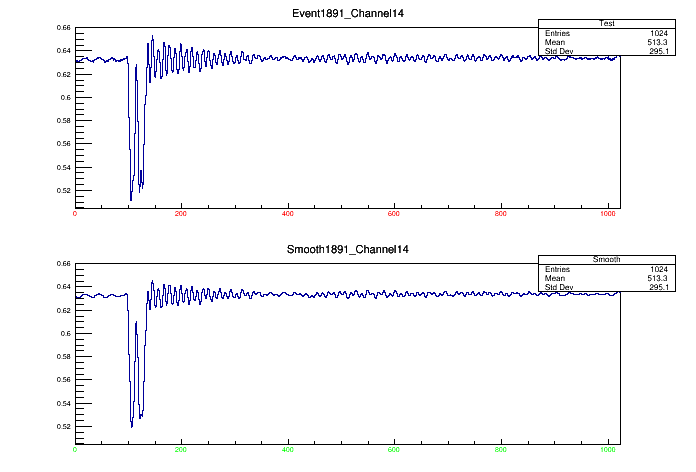 Event1891_Channel14
Test
Entries 1024
Mean 513.3
Std Dev 295.1
0.66
0.64
0.62
0.6
0.58
0.56
0.54
0.52
0 200 400 600 800 1000
Smooth1891_Channel14
Smooth
Entries 1024
Mean 513.3
Std Dev 295.1
0.66
0.64
0.62
0.6
0.58
0.56
0.54
0.52
0 200 400 600 800 1000